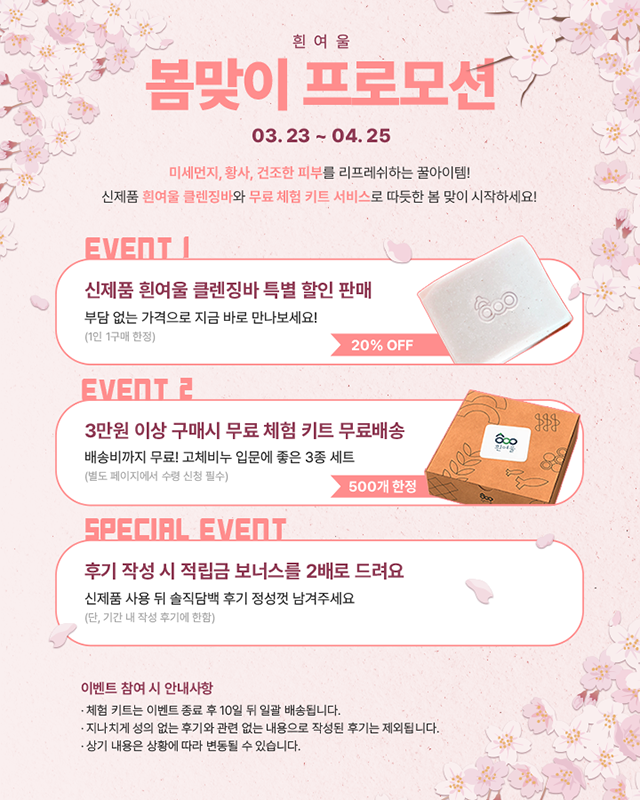 흰여울
봄맞이 프로모션
03. 23 ~ 04. 25
미세먼지, 황사, 건조한 피부를 리프레쉬하는 꿀아이템!
신제품 흰여울 클렌징바와 무료 체험 키트 서비스로 따듯한 봄 맞이 시작하세요!
EVENT 1
신제품 흰여울 클렌징바 특별 할인 판매
부담 없는 가격으로 지금 바로 만나보세요!
(1인 1구매 한정)
20% OFF
EVENT 2
3만원 이상 구매시 무료 체험 키트 무료배송
배송비까지 무료! 고체비누 입문에 좋은 3종 세트
(별도 페이지에서 수령 신청 필수)
500개 한정
흰여울
SPECIAL EVENT
후기 작성 시 적립금 보너스를 2배로 드려요
신제품 사용 뒤 솔직담백 후기 정성껏 남겨주세요
(단, 기간 내 작성 후기에 한함)
이벤트 참여 시 안내사항
· 체험 키트는 이벤트 종료 후 10일 뒤 일괄 배송됩니다.
· 지나치게 성의 없는 후기와 관련 없는 내용으로 작성된 후기는 제외됩니다.
· 상기 내용은 상황에 따라 변동될 수 있습니다.